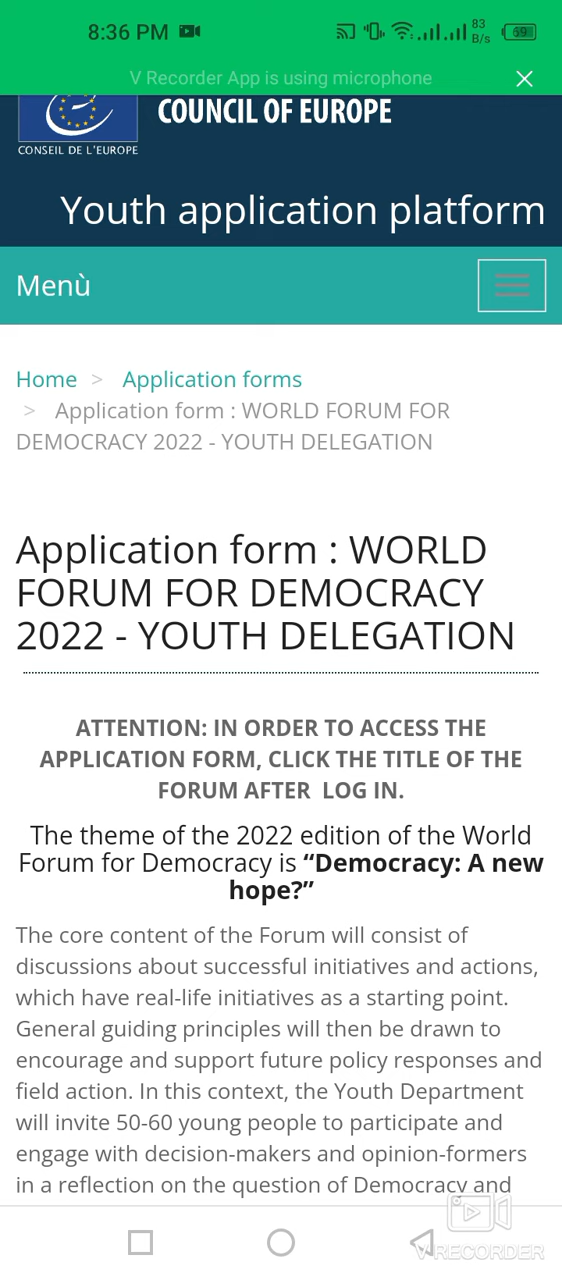 8:36 PM
83
B/s
69
V Recorder App is using microphone
COUNCIL OF EUROPE
CONSEIL DE L'EUROPE
Youth application platform
Menù
Home > Application forms
> Application form : WORLD FORUM FOR
DEMOCRACY 2022 - YOUTH DELEGATION
Application form : WORLD
FORUM FOR DEMOCRACY
2022 - YOUTH DELEGATION
ATTENTION: IN ORDER TO ACCESS THE
APPLICATION FORM, CLICK THE TITLE OF THE
FORUM AFTER LOG IN.
The theme of the 2022 edition of the World
Forum for Democracy is “Democracy: A new
hope?”
The core content of the Forum will consist of
discussions about successful initiatives and actions,
which have real-life initiatives as a starting point.
General guiding principles will then be drawn to
encourage and support future policy responses and
field action. In this context, the Youth Department
will invite 50-60 young people to participate and
engage with decision-makers and opinion-formers
in a reflection on the question of Democracy and
V RECORDER